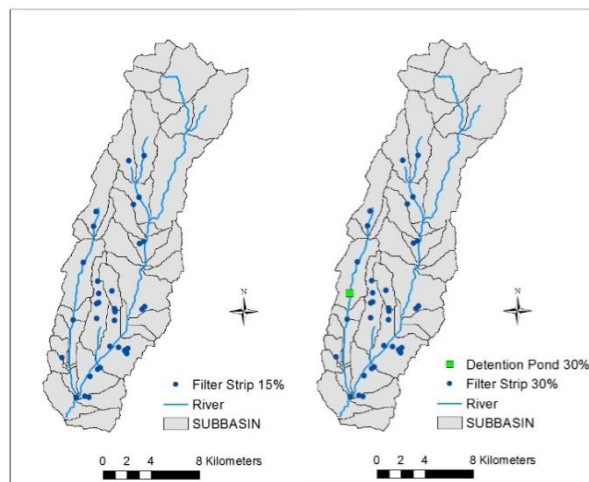 N
Filter Strip 15%
River
SUBBASIN
0 2 4 8 Kilometers
N
Detention Pond 30%
Filter Strip 30%
River
SUBBASIN
0 2 4 8 Kilometers